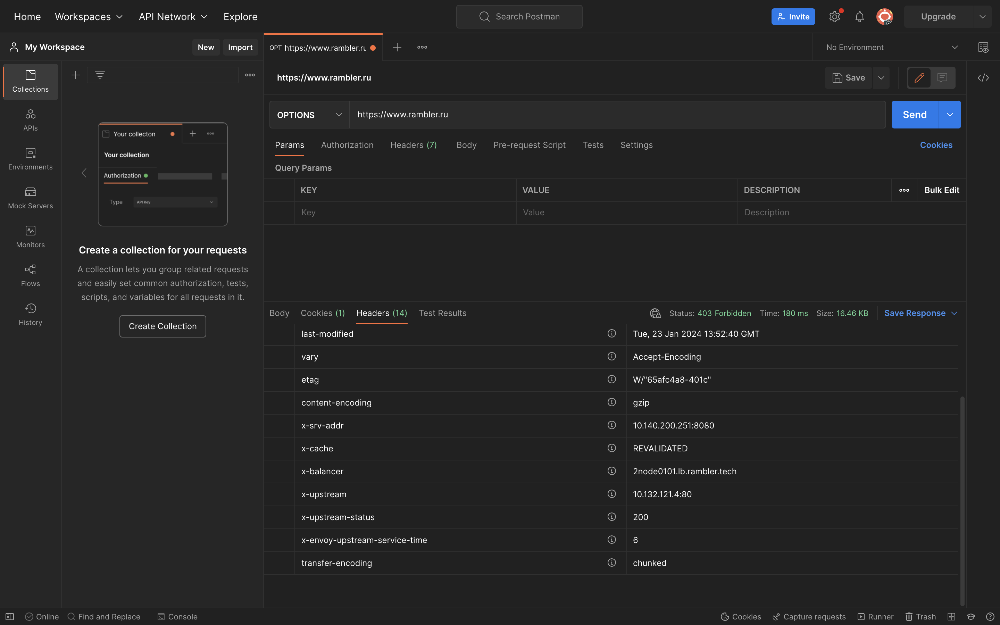 Home Workspaces API Network Explore Search Postman Invite Upgrade
My Workspace New Import OPT https://www.rambler.ru No Environment
https://www.rambler.ru Save
Collections
APIs
Environments
Mock Servers
Monitors
Flows
History
Your collecton
Your collection
Authorization
Type API Key
Create a collection for your requests
A collection lets you group related requests
and easily set common authorization, tests,
scripts, and variables for all requests in it.
Create Collection
OPTIONS https://www.rambler.ru Send
Params Authorization Headers (7) Body Pre-request Script Tests Settings Cookies
Query Params
KEY VALUE DESCRIPTION Bulk Edit
Key Value Description
Body Cookies (1) Headers (14) Test Results Status: 403 Forbidden Time: 180 ms Size: 16.46 KB Save Response
last-modified Tue, 23 Jan 2024 13:52:40 GMT
vary Accept-Encoding
etag W/"65afc4a8-401c"
content-encoding gzip
x-srv-addr 10.140.200.251:8080
x-cache REVALIDATED
x-balancer 2node0101.lb.rambler.tech
x-upstream 10.132.121.4:80
x-upstream-status 200
x-envoy-upstream-service-time 6
transfer-encoding chunked
Online Find and Replace Console Cookies Capture requests Runner Trash